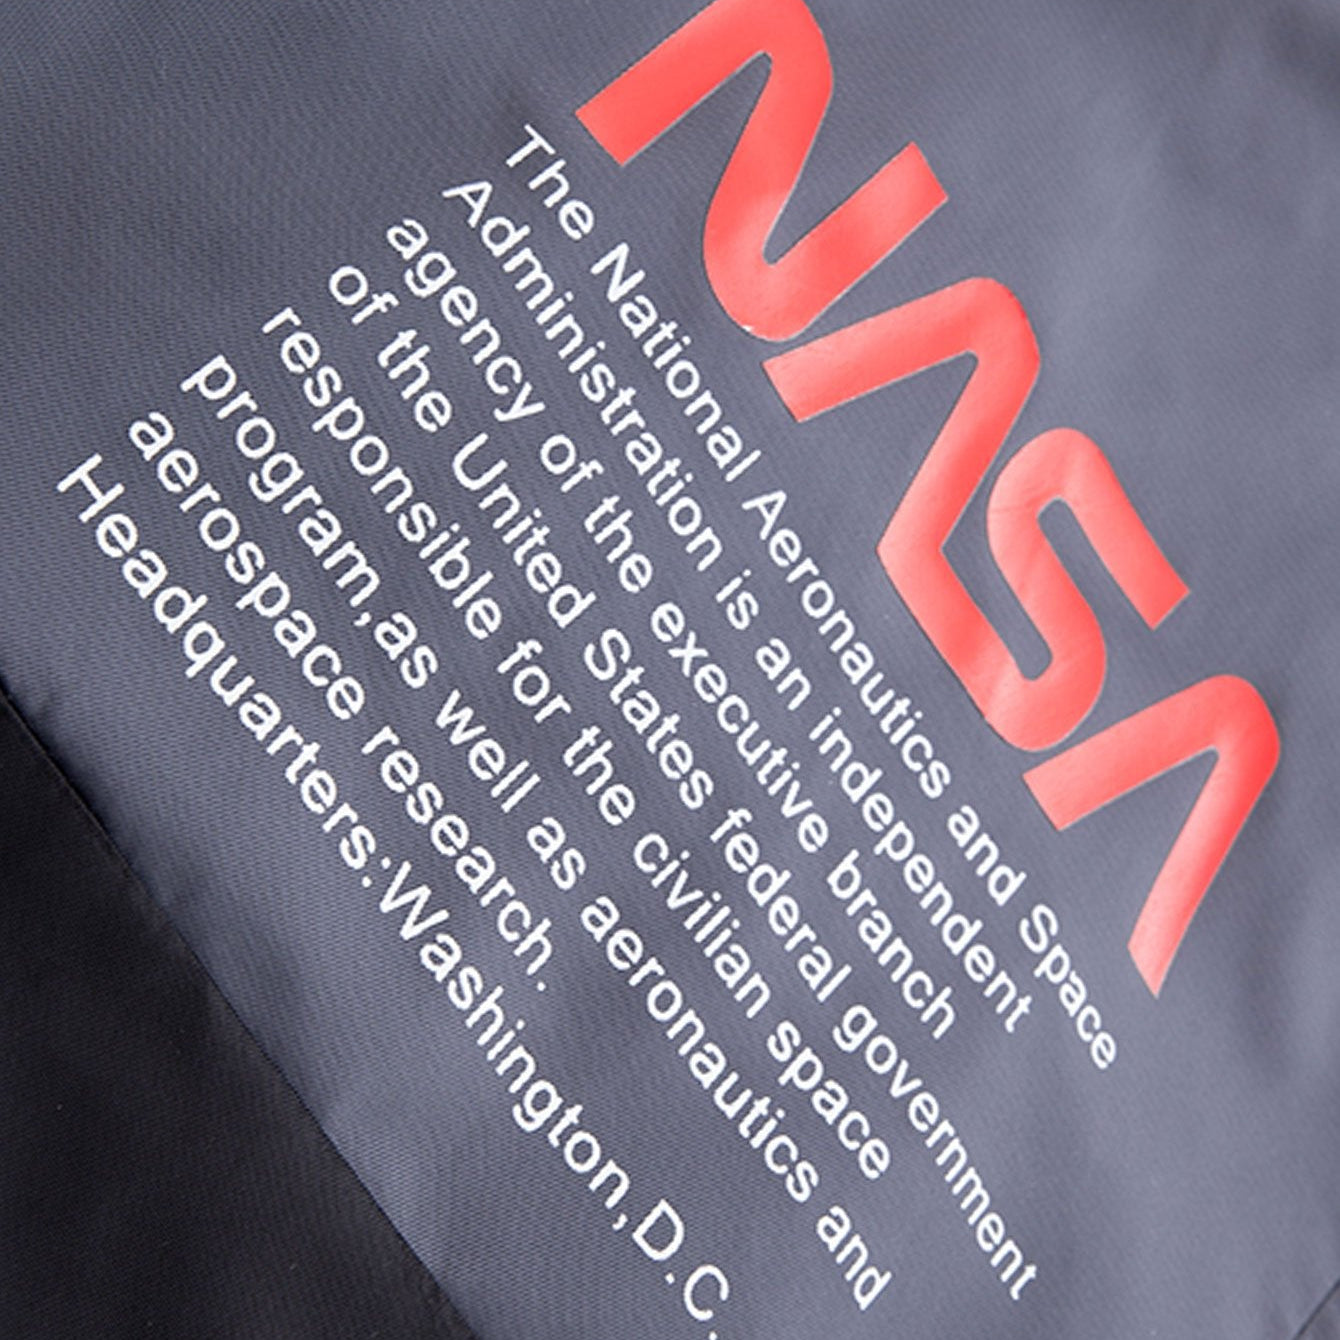 NASA
The National Aeronautics and Space
Administration is an independent
agency of the executive branch
of the United States federal government
responsible for the civilian space
program,as well as aeronautics and
aerospace research.
Headquarters:Washington,D.C.